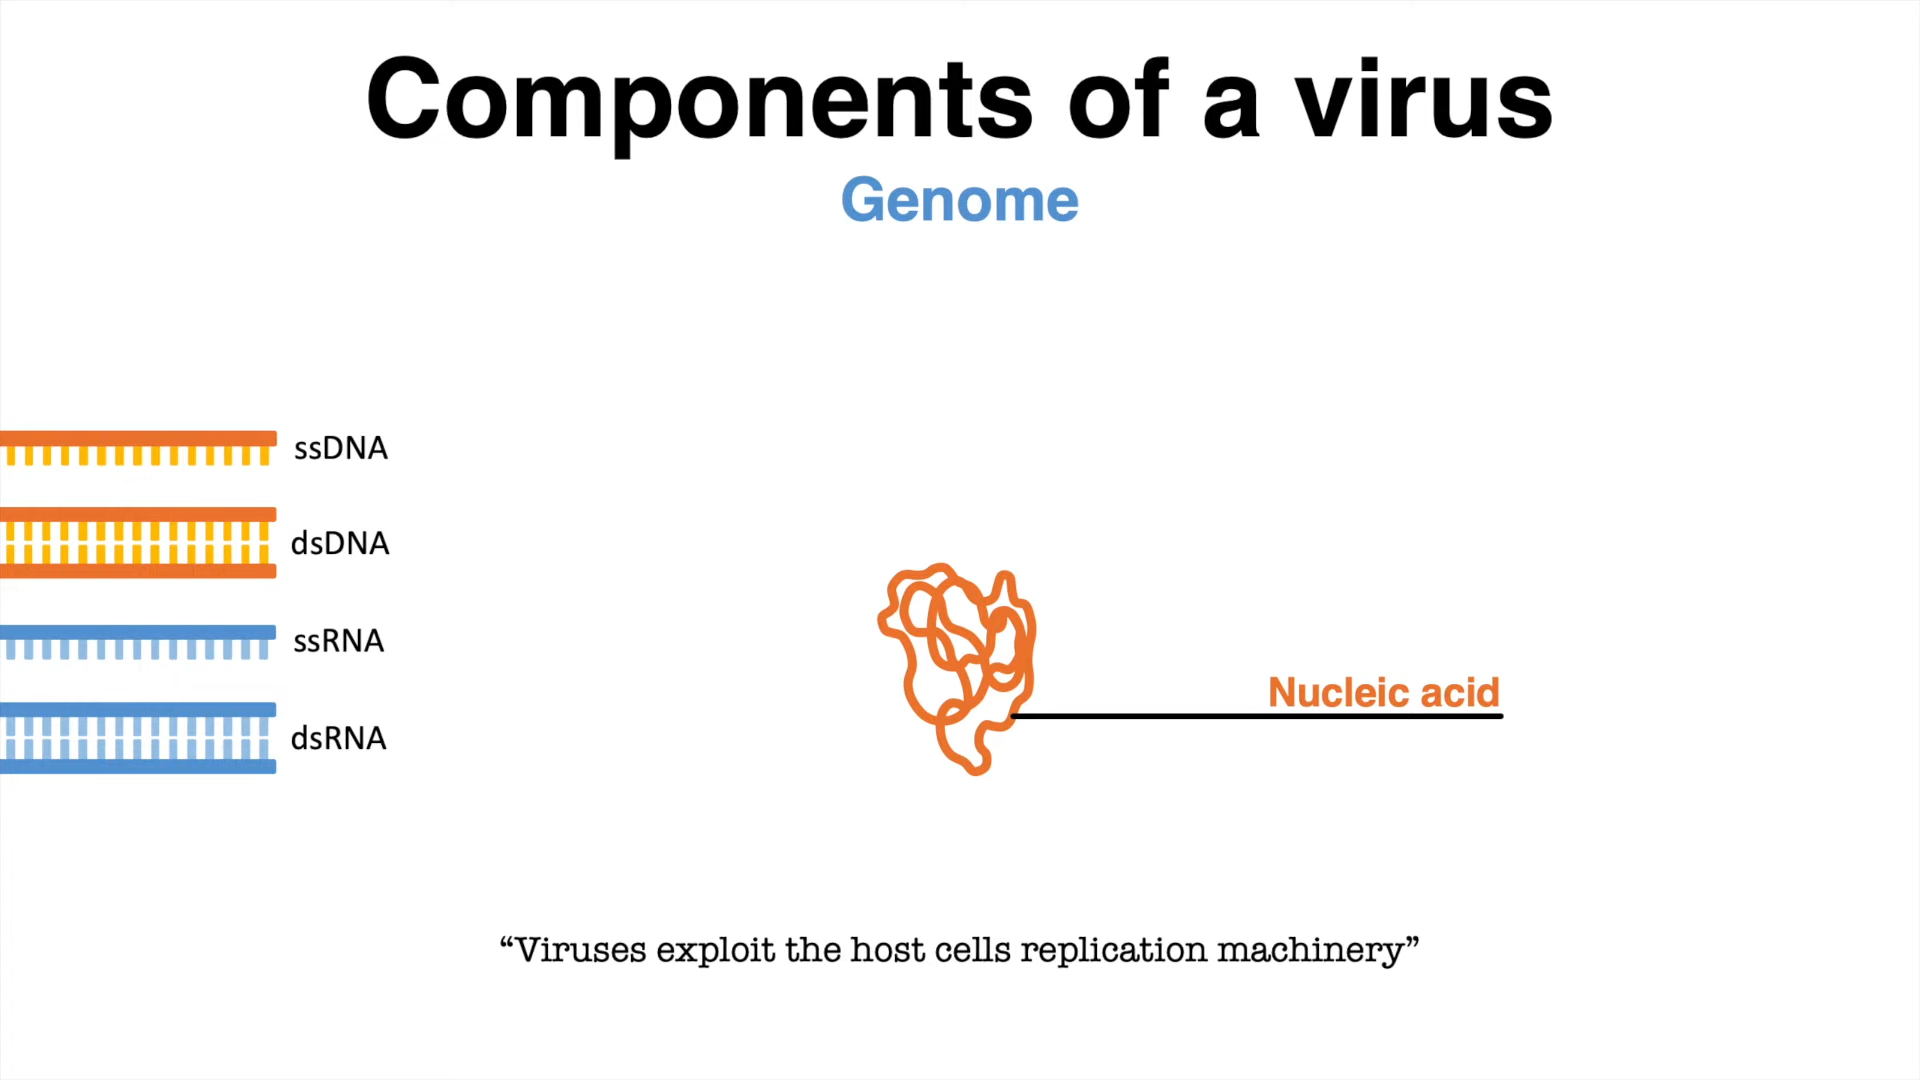 Components of a virus
Genome
ssDNA
dsDNA
ssRNA
dsRNA
Nucleic acid
“Viruses exploit the host cells replication machinery”